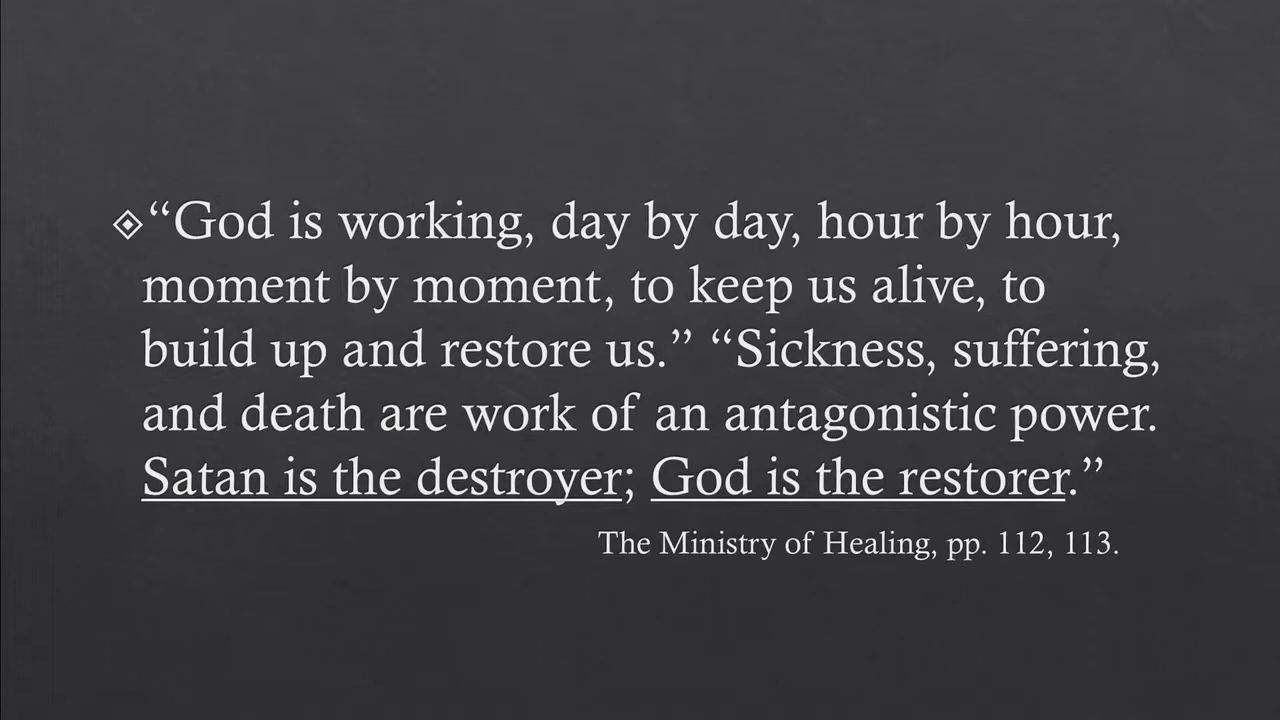 “God is working, day by day, hour by hour,
moment by moment, to keep us alive, to
build up and restore us.” “Sickness, suffering,
and death are work of an antagonistic power.
Satan is the destroyer; God is the restorer.”
The Ministry of Healing, pp. 112, 113.